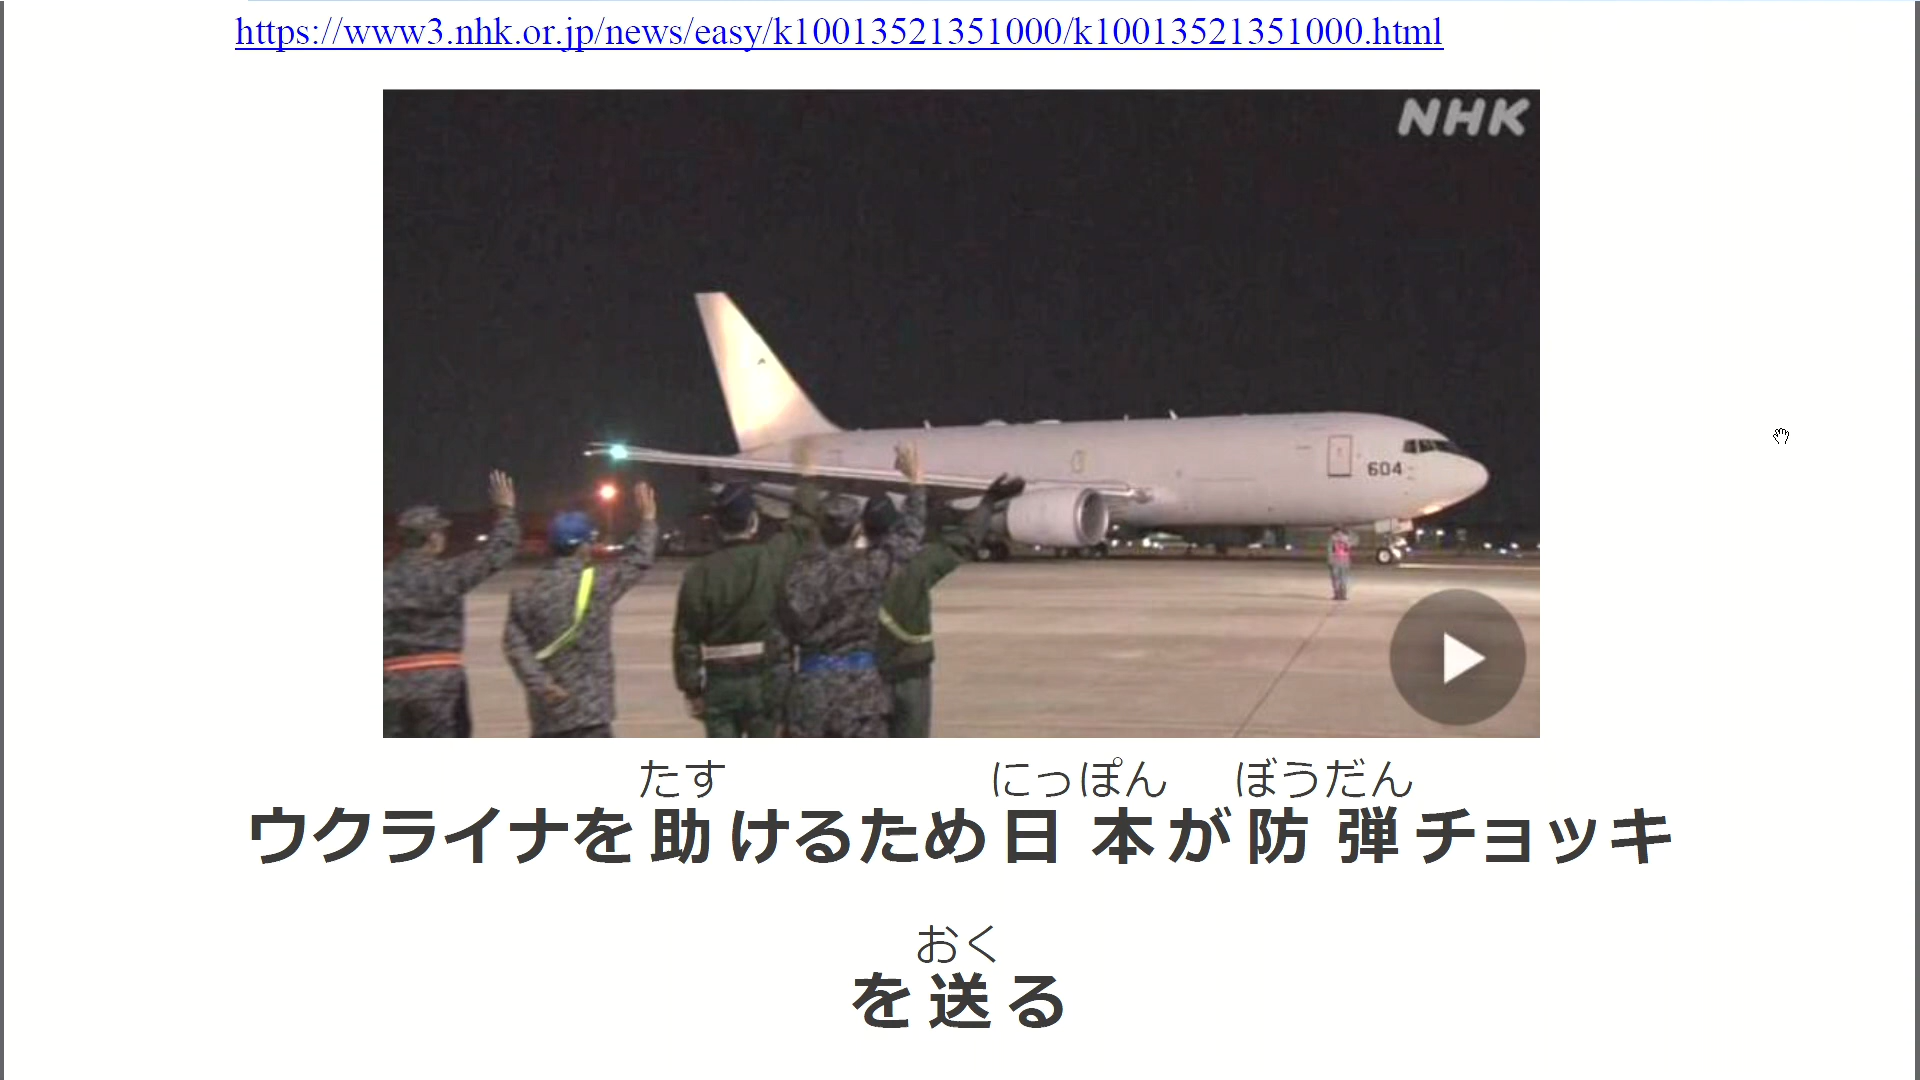 https://www3.nhk.or.jp/news/easy/k10013521351000/k10013521351000.html
NHK
604
たす にっぽん ぼうだん
ウクライナを助けるため日本が防弾チョッキ
おく
を送る